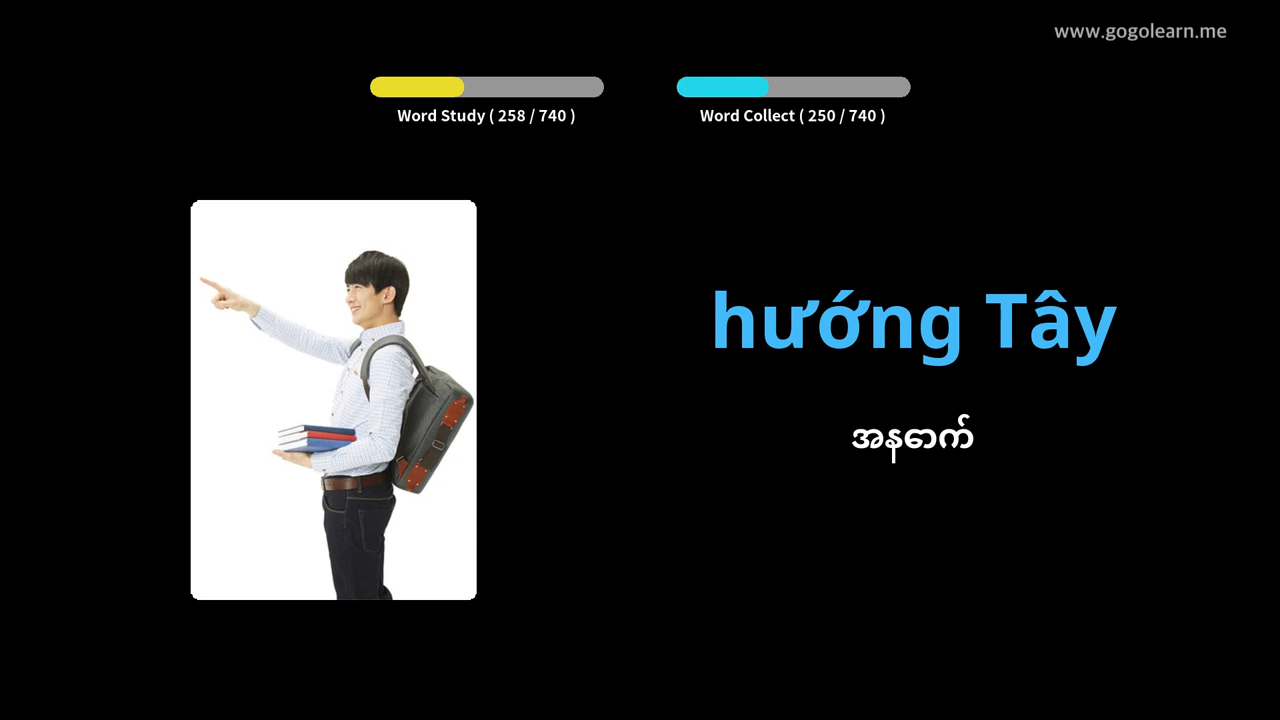 www.gogolearn.me
Word Study ( 258 / 740 )
Word Collect ( 250 / 740 )
hướng Tây
အနောက်